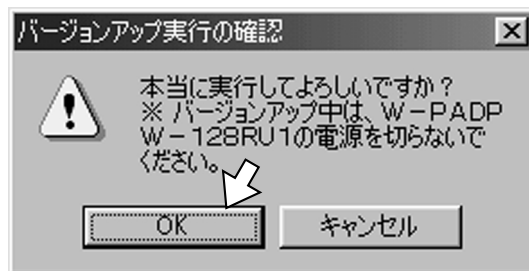 バージョンアップ実行の確認
本当に実行してよろしいですか？
※ バージョンアップ中は、W－PADP
W－128RU1の電源を切らないで
ください。
OK
キャンセル